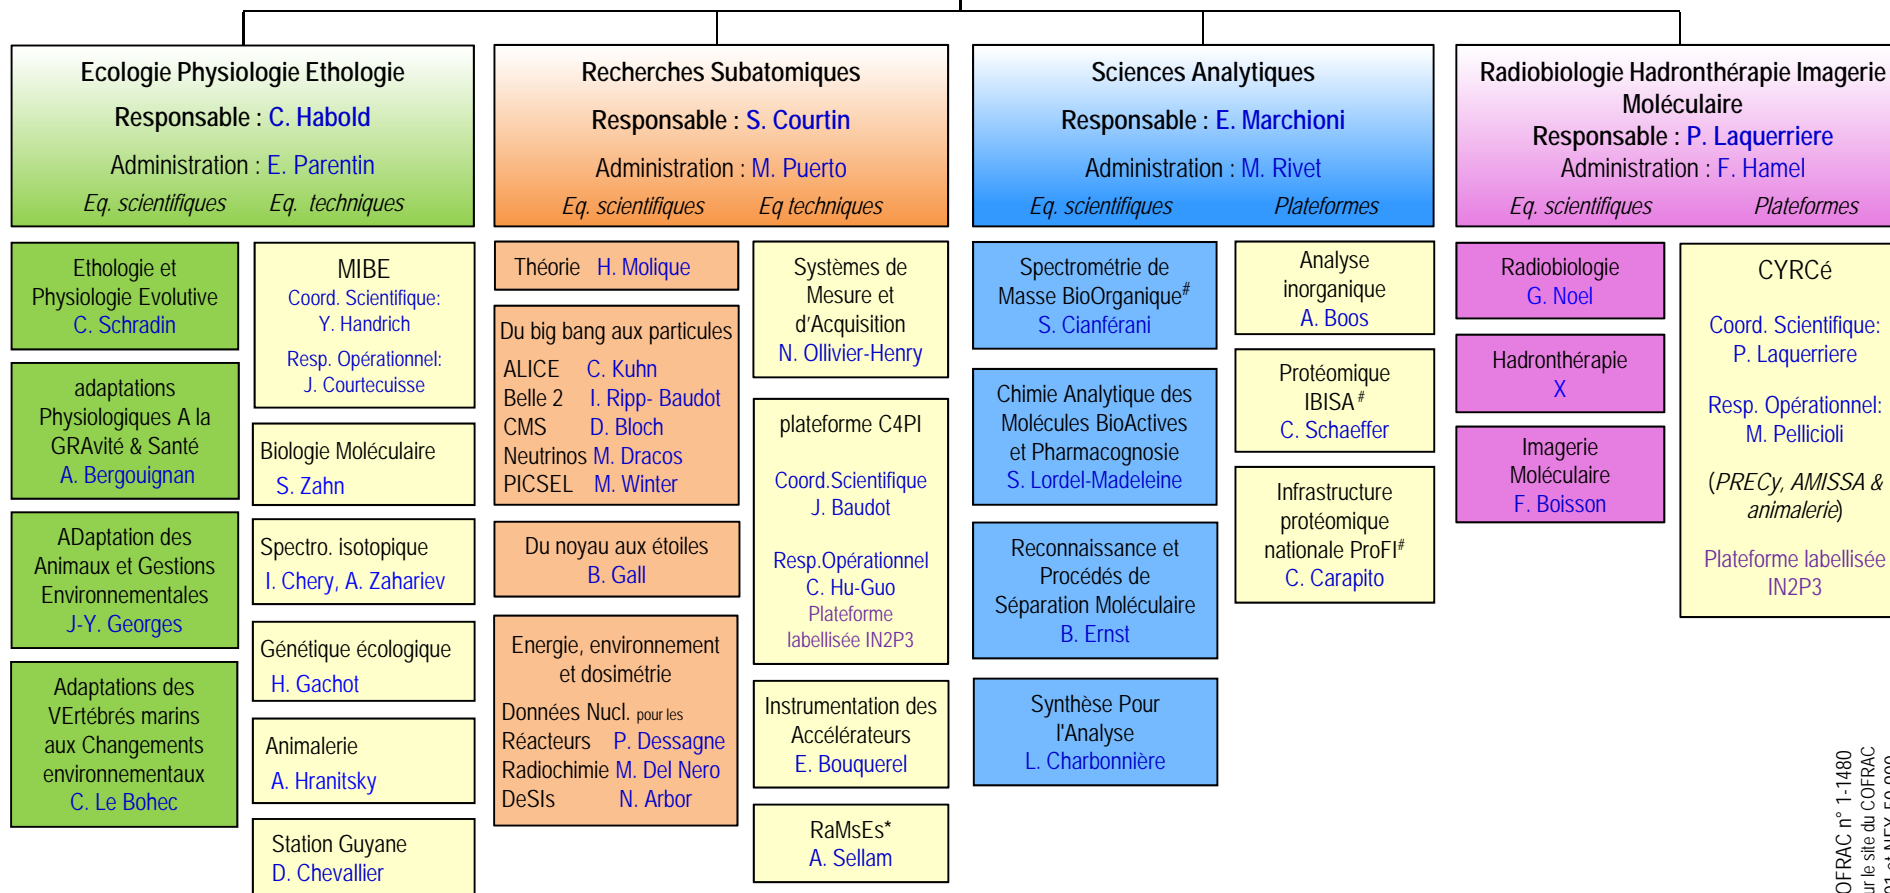 Ecologie Physiologie Ethologie
Responsable : C. Habold
Administration : E. Parentin
Eq. scientifiques Eq. techniques
Ethologie et
Physiologie Evolutive
C. Schradin
adaptations
Physiologiques A la
GRAvité & Santé
A. Bergouignan
ADaptation des
Animaux et Gestions
Environnementales
J-Y. Georges
Adaptations des
VErtébrés marins
aux Changements
environnementaux
C. Le Bohec
MIBE
Coord. Scientifique:
Y. Handrich
Resp. Opérationnel:
J. Courtecuisse
Biologie Moléculaire
S. Zahn
Spectro. isotopique
I. Chery, A. Zahariev
Génétique écologique
H. Gachot
Animalerie
A. Hranitsky
Station Guyane
D. Chevallier
Recherches Subatomiques
Responsable : S. Courtin
Administration : M. Puerto
Eq. scientifiques Eq techniques
Théorie H. Molique
Du big bang aux particules
ALICE C. Kuhn
Belle 2 I. Ripp- Baudot
CMS D. Bloch
Neutrinos M. Dracos
PICSEL M. Winter
Du noyau aux étoiles
B. Gall
Energie, environnement
et dosimétrie
Données Nucl. pour les
Réacteurs P. Dessagne
Radiochimie M. Del Nero
DeSIs N. Arbor
Systèmes de
Mesure et
d'Acquisition
N. Ollivier-Henry
plateforme C4PI
Coord.Scientifique
J. Baudot
Resp.Opérationnel
C. Hu-Guo
Plateforme
labellisée IN2P3
Instrumentation des
Accélérateurs
E. Bouquerel
RaMsEs*
A. Sellam
Sciences Analytiques
Responsable : E. Marchioni
Administration : M. Rivet
Eq. scientifiques Plateformes
Spectrométrie de
Masse BioOrganique#
S. Cianférani
Chimie Analytique des
Molécules BioActives
et Pharmacognosie
S. Lordel-Madeleine
Reconnaissance et
Procédés de
Séparation Moléculaire
B. Ernst
Synthèse Pour
l'Analyse
L. Charbonnière
Analyse
inorganique
A. Boos
Protéomique
IBISA #
C. Schaeffer
Infrastructure
protéomique
nationale ProFI#
C. Carapito
Radiobiologie Hadronthérapie Imagerie
Moléculaire
Responsable : P. Laquerriere
Administration : F. Hamel
Eq. scientifiques Plateformes
Radiobiologie
G. Noel
Hadronthérapie
X
Imagerie
Moléculaire
F. Boisson
CYRCé
Coord. Scientifique:
P. Laquerriere
Resp. Opérationnel:
M. Pellicioli
(PRECy, AMISSA &
animalerie)
Plateforme labellisée
IN2P3
OFRAC n° 1-1480
ur le site du COFRAC